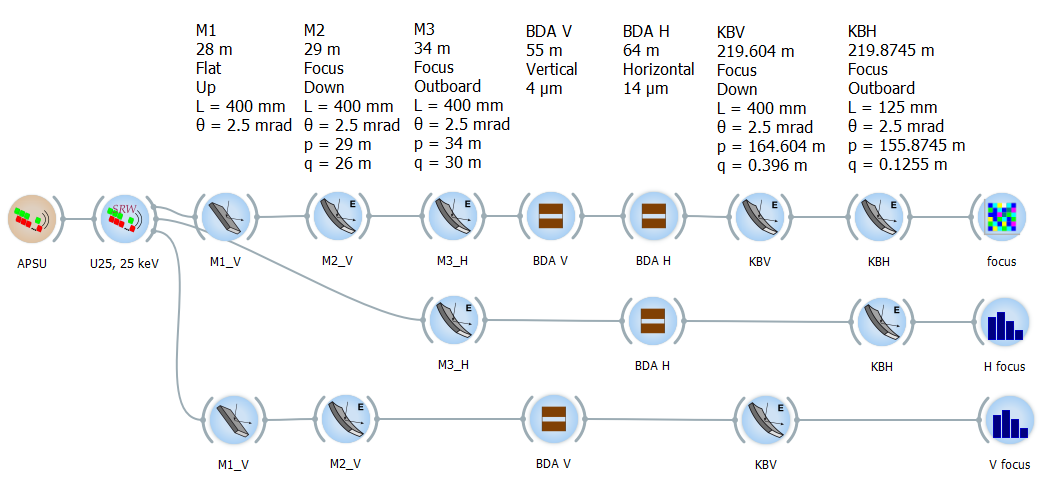 M1
28 m
Flat
Up
L = 400 mm
θ = 2.5 mrad
M2
29 m
Focus
Down
L = 400 mm
θ = 2.5 mrad
p = 29 m
q = 26 m
M3
34 m
Focus
Outboard
L = 400 mm
θ = 2.5 mrad
p = 34 m
q = 30 m
BDA V
55 m
Vertical
4 µm
BDA H
64 m
Horizontal
14 µm
KBV
219.604 m
Focus
Down
L = 400 mm
θ = 2.5 mrad
p = 164.604 m
q = 0.396 m
KBH
219.8745 m
Focus
Outboard
L = 125 mm
θ = 2.5 mrad
p = 155.8745 m
q = 0.1255 m
SRW
E
E
E
E
APSU
U25, 25 keV
M1_V
M2_V
M3_H
BDA V
BDA H
KBV
KBH
focus
E
E
M3_H
BDA H
KBH
H focus
E
E
M1_V
M2_V
BDA V
KBV
V focus